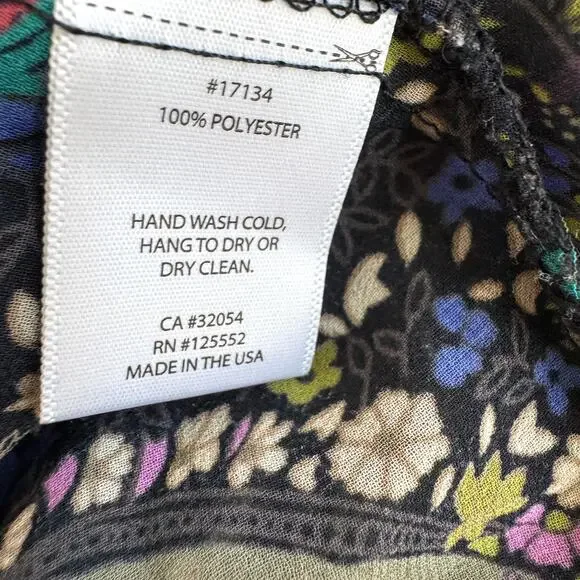 #17134
100% POLYESTER
HAND WASH COLD,
HANG TO DRY OR
DRY CLEAN.
CA #32054
RN #125552
MADE IN THE USA